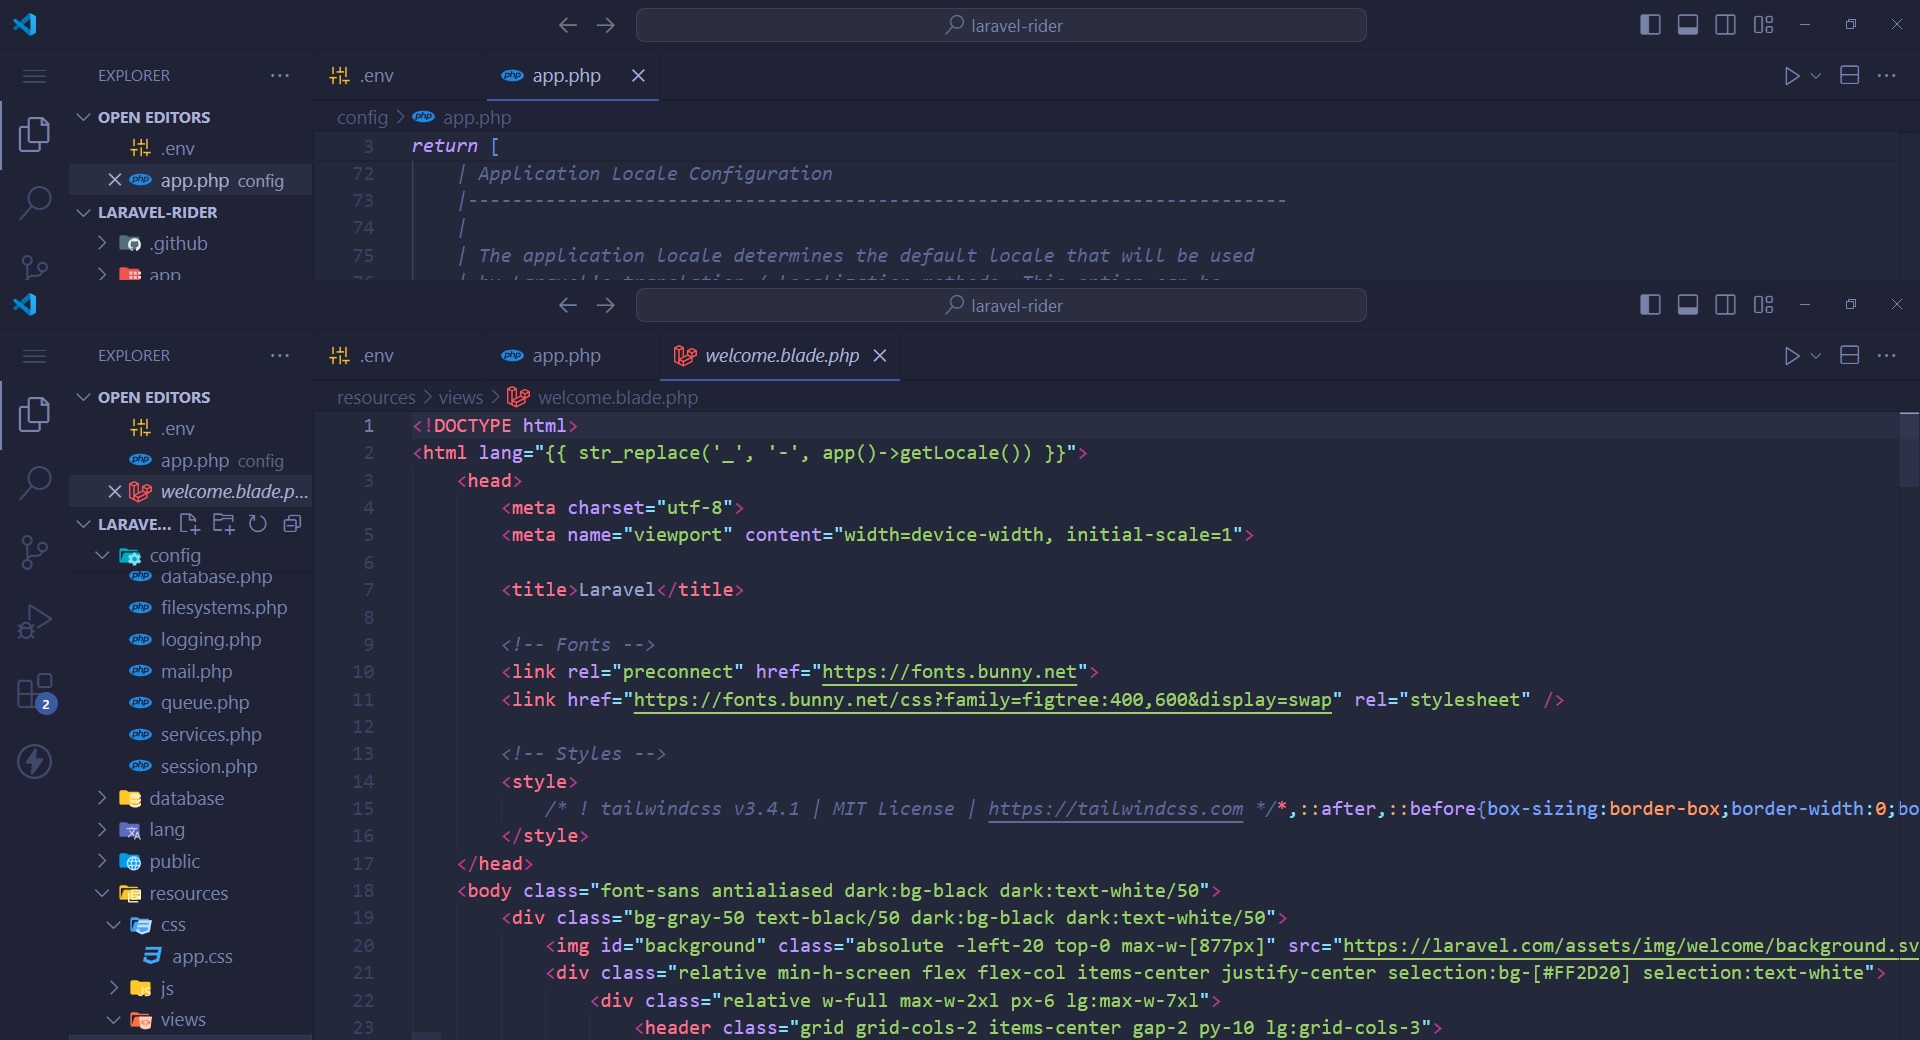 laravel-rider
EXPLORER
.env
app.php
OPEN EDITORS
.env
app.php config
LARAVEL-RIDER
.github
app
config > app.php
3 return [
72 | Application Locale Configuration
73 |--------------------------------------------------------------------------
74 |
75 | The application locale determines the default locale that will be used
76 | by Laravel's translation / localization methods. This option can be
laravel-rider
EXPLORER
.env
app.php
welcome.blade.php
OPEN EDITORS
.env
app.php config
welcome.blade.p...
LARAVE...
config
database.php
filesystems.php
logging.php
mail.php
queue.php
2
services.php
session.php
database
lang
public
resources
css
app.css
js
views
resources > views > welcome.blade.php
1 <!DOCTYPE html>
2 <html lang="{{ str_replace('_', '-', app()->getLocale()) }}">
3 <head>
4 <meta charset="utf-8">
5 <meta name="viewport" content="width=device-width, initial-scale=1">
6
7 <title>Laravel</title>
8
9 <!-- Fonts -->
10 <link rel="preconnect" href="https://fonts.bunny.net">
11 <link href="https://fonts.bunny.net/css?family=figtree:400,600&display=swap" rel="stylesheet" />
12
13 <!-- Styles -->
14 <style>
15 /* ! tailwindcss v3.4.1 | MIT License | https://tailwindcss.com */*,::after,::before{box-sizing:border-box;border-width:0;bo
16 </style>
17 </head>
18 <body class="font-sans antialiased dark:bg-black dark:text-white/50">
19 <div class="bg-gray-50 text-black/50 dark:bg-black dark:text-white/50">
20 <img id="background" class="absolute -left-20 top-0 max-w-[877px]" src="https://laravel.com/assets/img/welcome/background.sv
21 <div class="relative min-h-screen flex flex-col items-center justify-center selection:bg-[#FF2D20] selection:text-white">
22 <div class="relative w-full max-w-2xl px-6 lg:max-w-7xl">
23 <header class="grid grid-cols-2 items-center gap-2 py-10 lg:grid-cols-3">